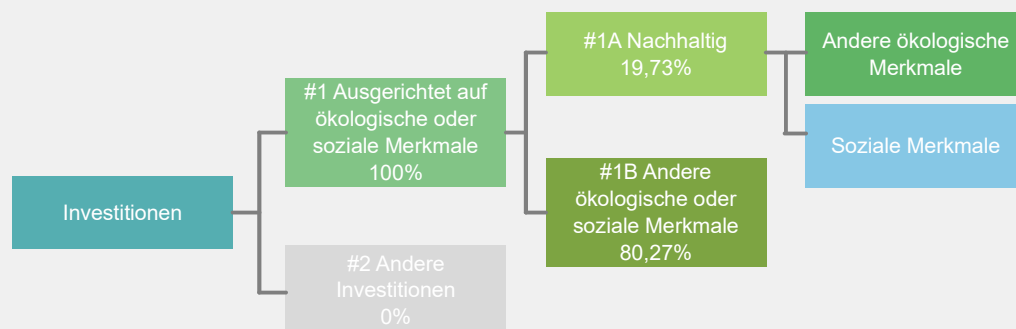 Investitionen
#1 Ausgerichtet auf
ökologische oder
soziale Merkmale
100%
#2 Andere
Investitionen
0%
#1A Nachhaltig
19,73%
#1B Andere
ökologische oder
soziale Merkmale
80,27%
Andere ökologische
Merkmale
Soziale Merkmale